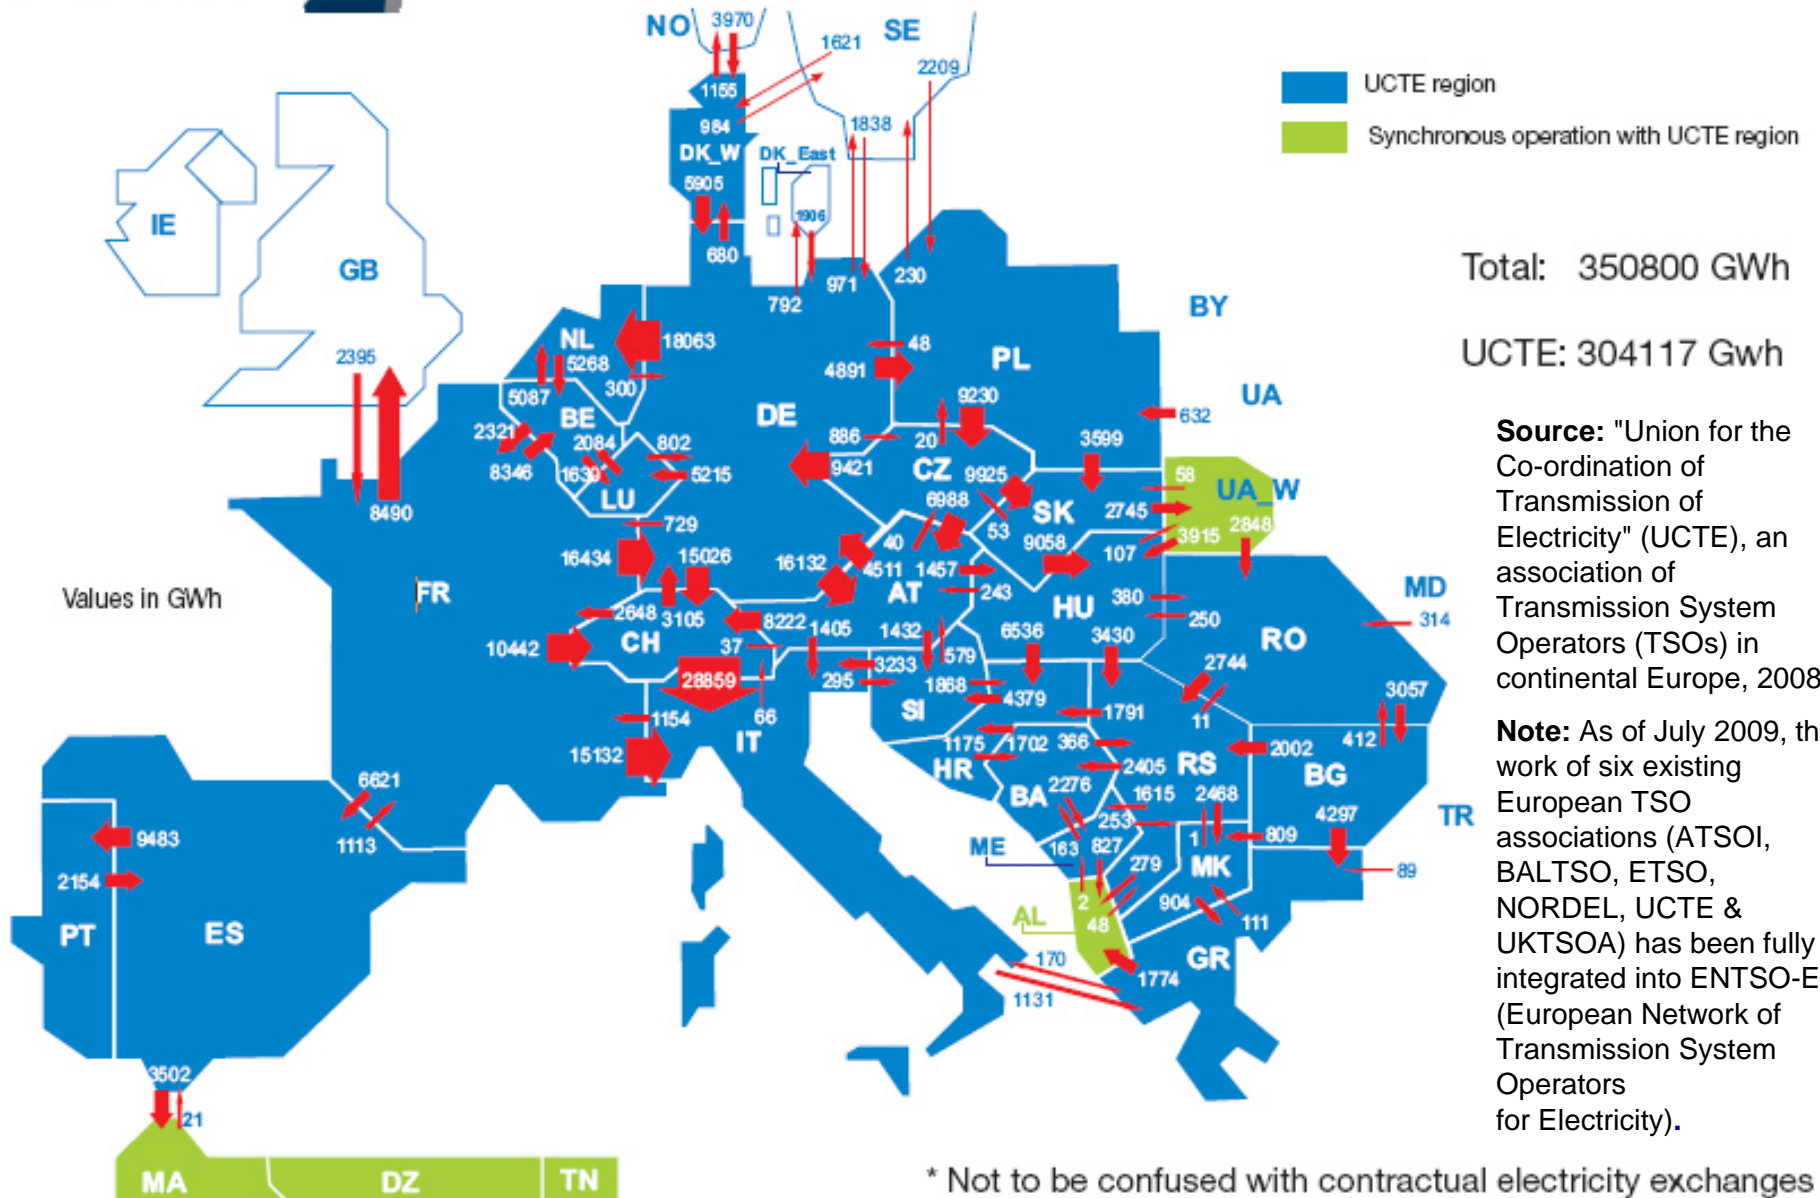 NO
3970
SE
1621
2209
1155
984
1838
DK_W
DK_East
5905
1906
680
230
971
792
IE
GB
2395
8490
UCTE region
Synchronous operation with UCTE region
Total: 350800 GWh
UCTE: 304117 Gwh
BY
UA
MD
TR
NL
18063
5268
300
5087
BE
2321
8346
2084
1639
802
5215
LU
DE
48
4891
PL
9230
20
886
9421
CZ
9925
3599
632
58
UA_W
2745
2848
3915
6988
53
SK
9058
107
40
729
16434
15026
16132
4511
1457
AT
243
HU
380
250
Values in GWh
FR
2648
3105
CH
10442
8222
37
1405
1432
579
6536
3430
RO
314
28859
295
3233
1868
4379
SI
2744
11
3057
412
1154
66
IT
15132
1791
1175
1702
366
HR
2405
RS
2002
BG
BA
2276
1615
2468
253
1
809
4297
89
ME
163
827
279
MK
904
111
AL
2
48
GR
1774
170
1131
6621
1113
9483
2154
PT
ES
3502
21
MA
DZ
TN
Source: "Union for the
Co-ordination of
Transmission of
Electricity" (UCTE), an
association of
Transmission System
Operators (TSOs) in
continental Europe, 2008
Note: As of July 2009, th
work of six existing
European TSO
associations (ATSOI,
BALTSO, ETSO,
NORDEL, UCTE &
UKTSOA) has been fully
integrated into ENTSO-E
(European Network of
Transmission System
Operators
for Electricity).
* Not to be confused with contractual electricity exchanges